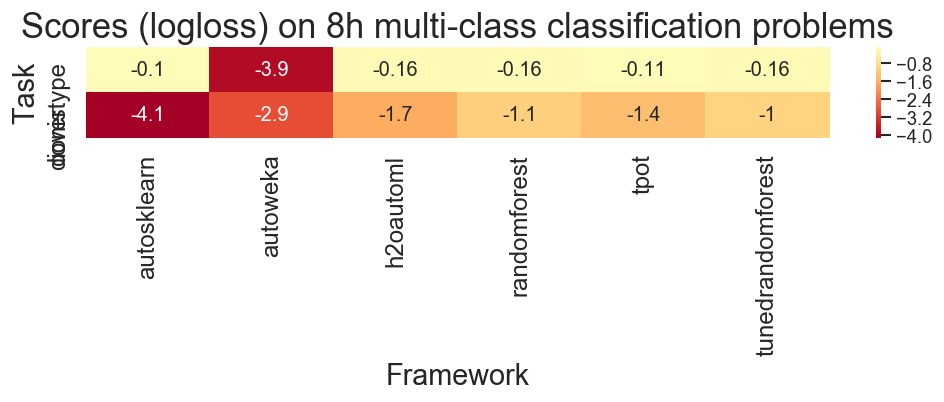 Scores (logloss) on 8h multi-class classification problems
Task
-0.1 -3.9 -0.16 -0.16 -0.11 -0.16
-4.1 -2.9 -1.7 -1.1 -1.4 -1
−0.8
−1.6
−2.4
−3.2
−4.0
autosklearn
autoweka
h2oautoml
randomforest
tpot
tunedrandomforest
Framework